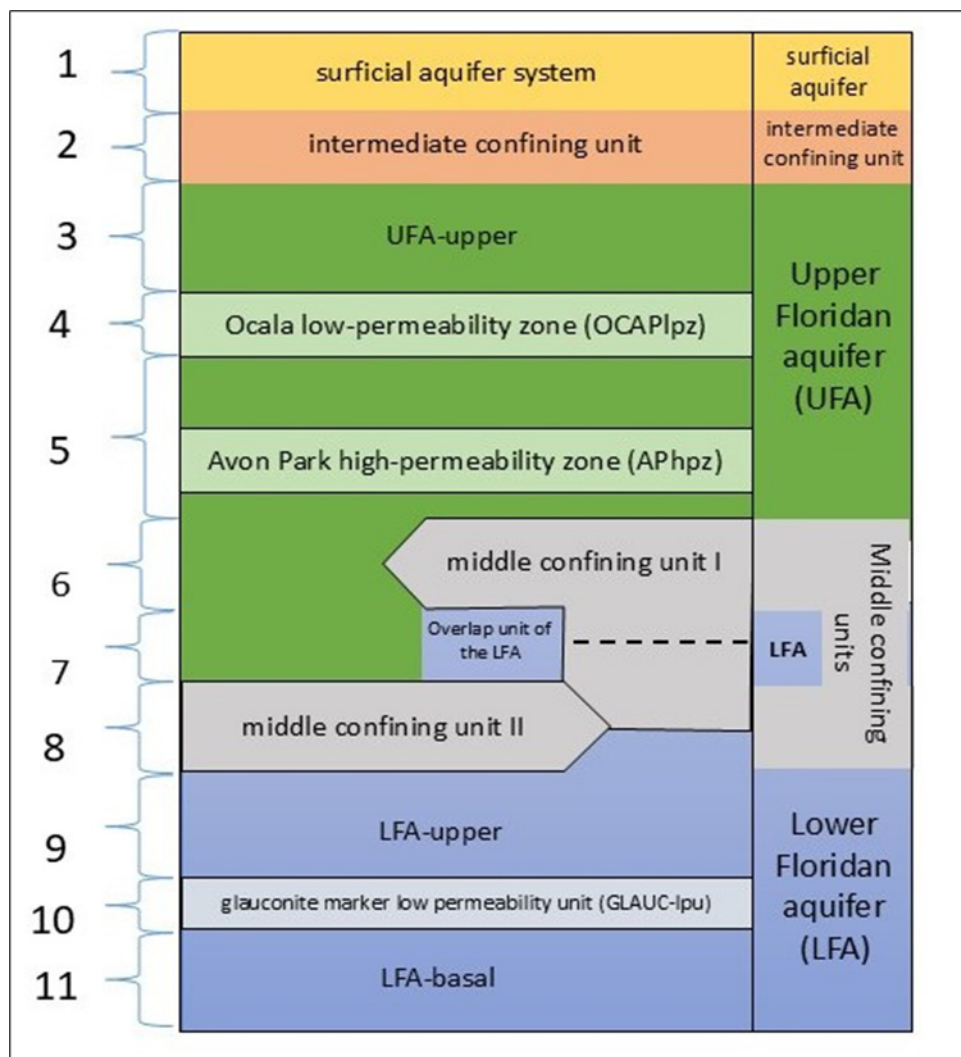 1
surficial aquifer system
surficial
aquifer
2
intermediate confining unit
intermediate
confining unit
3
UFA-upper
Upper
Floridan
aquifer
(UFA)
4
Ocala low-permeability zone (OCAPlpz)
5
Avon Park high-permeability zone (APhpz)
6
middle confining unit I
Middle confining
units
7
Overlap unit of
the LFA
LFA
8
middle confining unit II
9
LFA-upper
Lower
Floridan
aquifer
(LFA)
10
glauconite marker low permeability unit (GLAUC-lpu)
11
LFA-basal